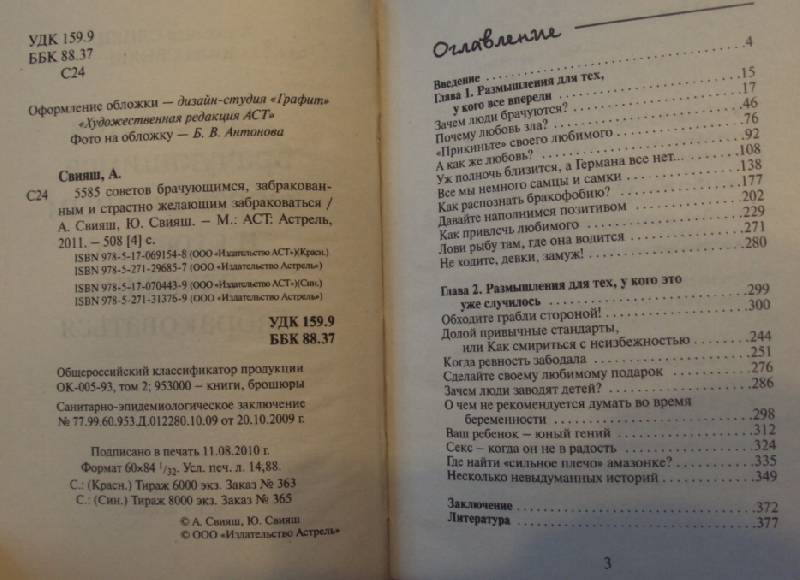 УДК 159.9
ББК 88.37
С24
Оформление обложки — дизайн-студия «Графит»
«Художественная редакция АСТ»
Фото на обложку — Б. В. Антонова
Свияш, А.
С24 5585 сонетов брачующимся, забракован-
ным и страстно желающим забраковаться /
А. Свияш, Ю. Свияш. – М.: АСТ: Астрель,
2011. – 508 [4] с.
ISBN 978-5-17-069154-8 (ООО «Издательство АСТ»)(Красн.)
ISBN 978-5-271-29685-7 (ООО «Издательство Астрель»)
ISBN 978-5-17-070443-9 (ООО «Издательство АСТ»)(Син.)
ISBN 978-5-271-31376-9 (ООО «Издательство Астрель»)
УДК 159.9
ББК 88.37
Общероссийский классификатор продукции
ОК-005-93, том 2; 953000 – книги, брошюры
Санитарно-эпидемиологическое заключение
№ 77.99.60.953.Д.012280.10.09 от 20.10.2009 г.
Подписано в печать 11.08.2010 г.
Формат 60x84 1/32. Усл. печ. л. 14,88.
С.: (Красн.) Тираж 6000 экз. Заказ № 363
С.: (Син.) Тираж 8000 экз. Заказ № 365
© А. Свияш, Ю. Свияш
© ООО «Издательство Астрель»
Оглавление
Введение 4
Глава 1. Размышления для тех,
у кого все впереди 15
Зачем люди брачуются? 17
Почему любовь зла? 46
«Прикиньте» своего любимого 76
А как же любовь? 92
Уж полночь близится, а Германа все нет... 108
Все мы немного самцы и самки 138
Как распознать бракофобию? 177
Давайте наполнимся позитивом 202
Как привлечь любимого 229
Лови рыбу там, где она водится 271
Не ходите, девки, замуж! 280
Глава 2. Размышления для тех, у кого это
уже случилось 299
Обходите грабли стороной! 300
Долой привычные стандарты,
или Как смириться с неизбежностью 244
Когда ревность забодала 251
Сделайте своему любимому подарок 276
Зачем люди заводят детей? 286
О чем не рекомендуется думать во время
беременности 298
Ваш ребенок – юный гений 312
Секс – когда он не в радость 324
Где найти «сильное плечо» амазонке? 335
Несколько невыдуманных историй 349
Заключение 372
Литература 377
3